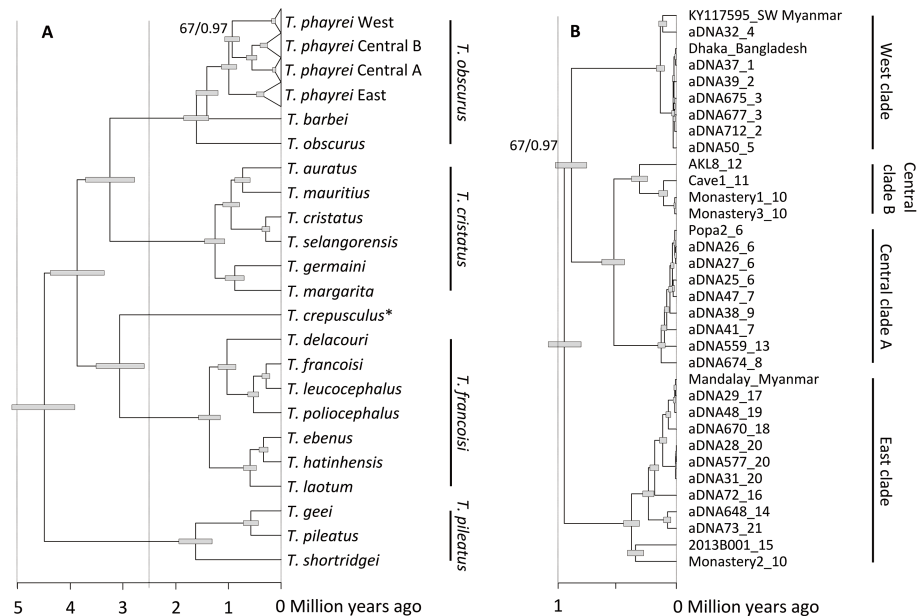 A
67/0.97
T. phayrei West
T. phayrei Central B
T. phayrei Central A
T. phayrei East
T. barbei
T. obscurus
T. auratus
T. mauritius
T. cristatus
T. selangorensis
T. germaini
T. margarita
T. crepusculus*
T. delacouri
T. francoisi
T. leucocephalus
T. poliocephalus
T. ebenus
T. hatinhensis
T. laotum
T. geei
T. pileatus
T. shortridgei
T. obscurus
T. cristatus
T. francoisi
T. pileatus
5 4 3 2 1 0 Million years ago
B
67/0.97
KY117595_SW Myanmar
aDNA32_4
Dhaka_Bangladesh
aDNA37_1
aDNA39_2
aDNA675_3
aDNA677_3
aDNA712_2
aDNA50_5
AKL8_12
Cave1_11
Monastery1_10
Monastery3_10
Popa2_6
aDNA26_6
aDNA27_6
aDNA25_6
aDNA47_7
aDNA38_9
aDNA41_7
aDNA559_13
aDNA674_8
Mandalay_Myanmar
aDNA29_17
aDNA48_19
aDNA670_18
aDNA28_20
aDNA577_20
aDNA31_20
aDNA72_16
aDNA648_14
aDNA73_21
2013B001_15
Monastery2_10
West clade
Central
clade B
Central clade A
East clade
1 0 Million years ago